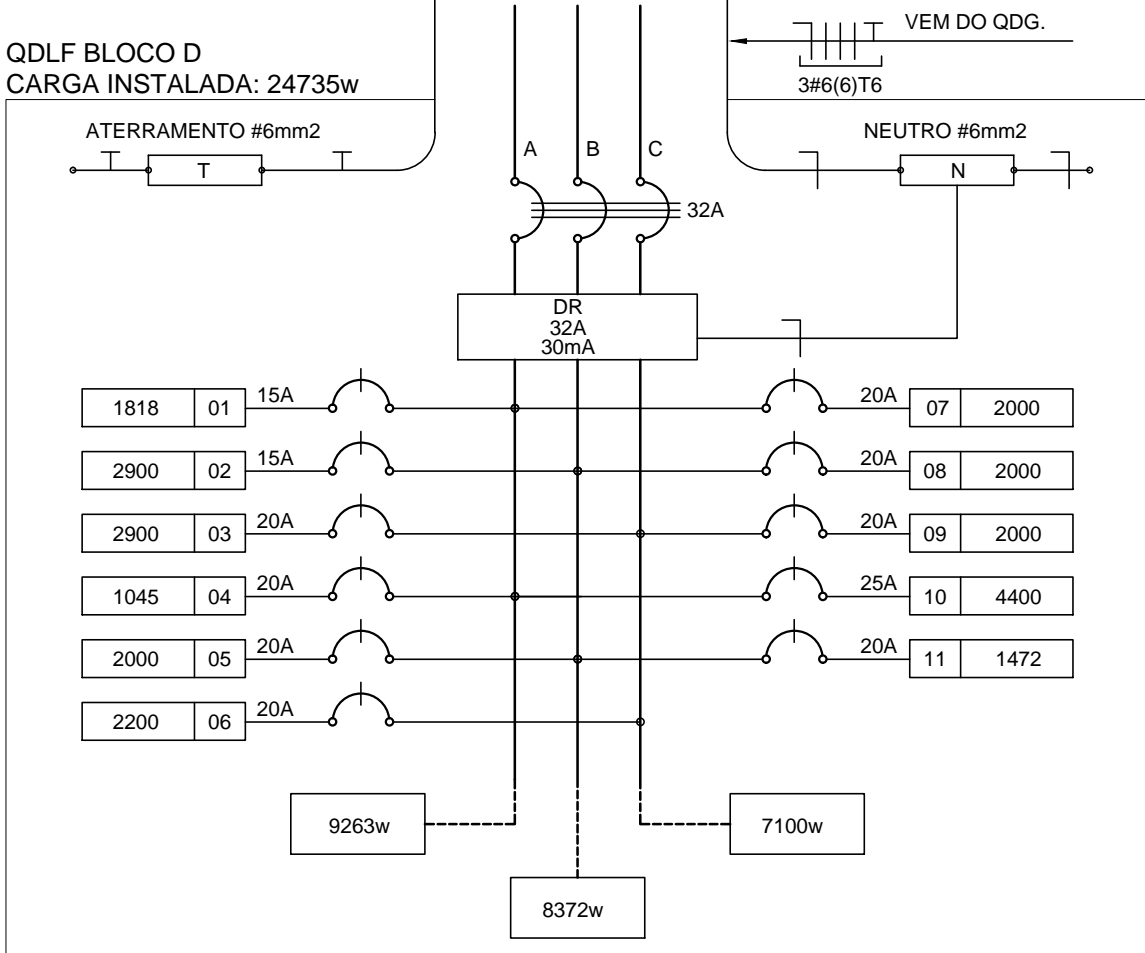 VEM DO QDG.
3#6(6)T6
QDLF BLOCO D
CARGA INSTALADA: 24735w
ATERRAMENTO #6mm2
T
NEUTRO #6mm2
N
A B C
32A
DR
32A
30mA
1818 01 15A 20A 07 2000
2900 02 15A 20A 08 2000
2900 03 20A 20A 09 2000
1045 04 20A 25A 10 4400
2000 05 20A 20A 11 1472
2200 06 20A
9263w 7100w
8372w